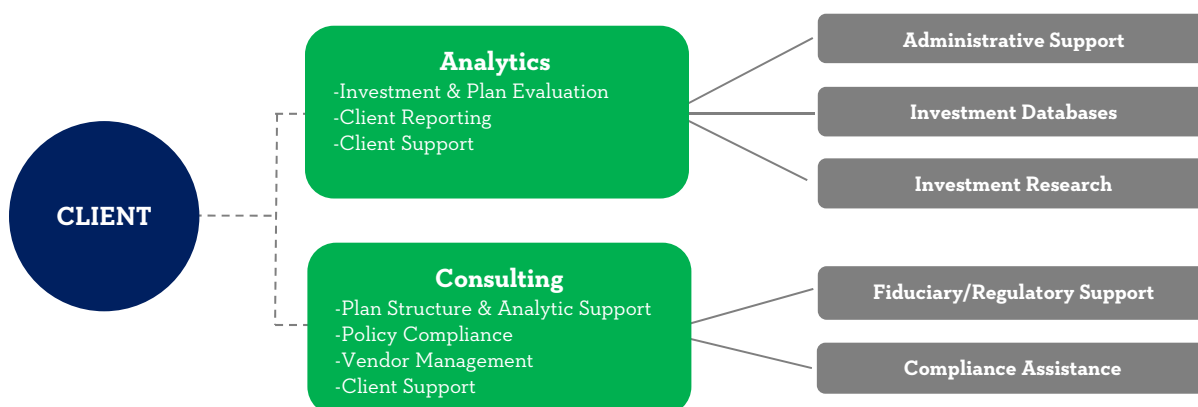 CLIENT
Analytics
-Investment & Plan Evaluation
-Client Reporting
-Client Support
Consulting
-Plan Structure & Analytic Support
-Policy Compliance
-Vendor Management
-Client Support
Administrative Support
Investment Databases
Investment Research
Fiduciary/Regulatory Support
Compliance Assistance